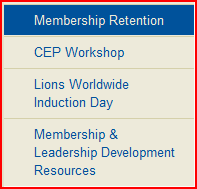 Membership Retention
CEP Workshop
Lions Worldwide
Induction Day
Membership &
Leadership Development
Resources